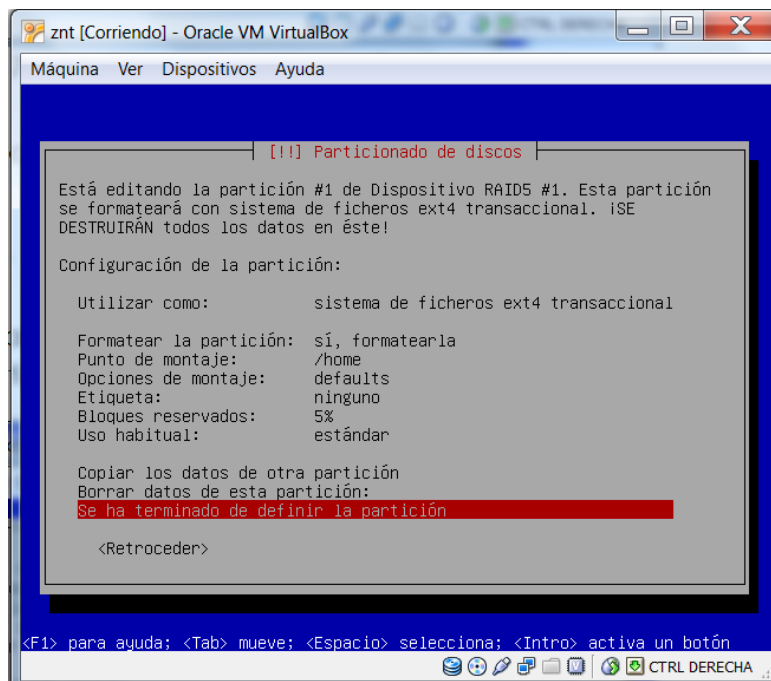 znt [Corriendo] - Oracle VM VirtualBox
Máquina Ver Dispositivos Ayuda
[!!] Particionado de discos
Está editando la partición #1 de Dispositivo RAID5 #1. Esta partición
se formateará con sistema de ficheros ext4 transaccional. ¡SE
DESTRUIRÁN todos los datos en éste!
Configuración de la partición:
Utilizar como: sistema de ficheros ext4 transaccional
Formatear la partición: sí, formatearla
Punto de montaje: /home
Opciones de montaje: defaults
Etiqueta: ninguno
Bloques reservados: 5%
Uso habitual: estándar
Copiar los datos de otra partición
Borrar datos de esta partición:
Se ha terminado de definir la partición
<Retroceder>
<F1> para ayuda; <Tab> mueve; <Espacio> selecciona; <Intro> activa un botón
CTRL DERECHA